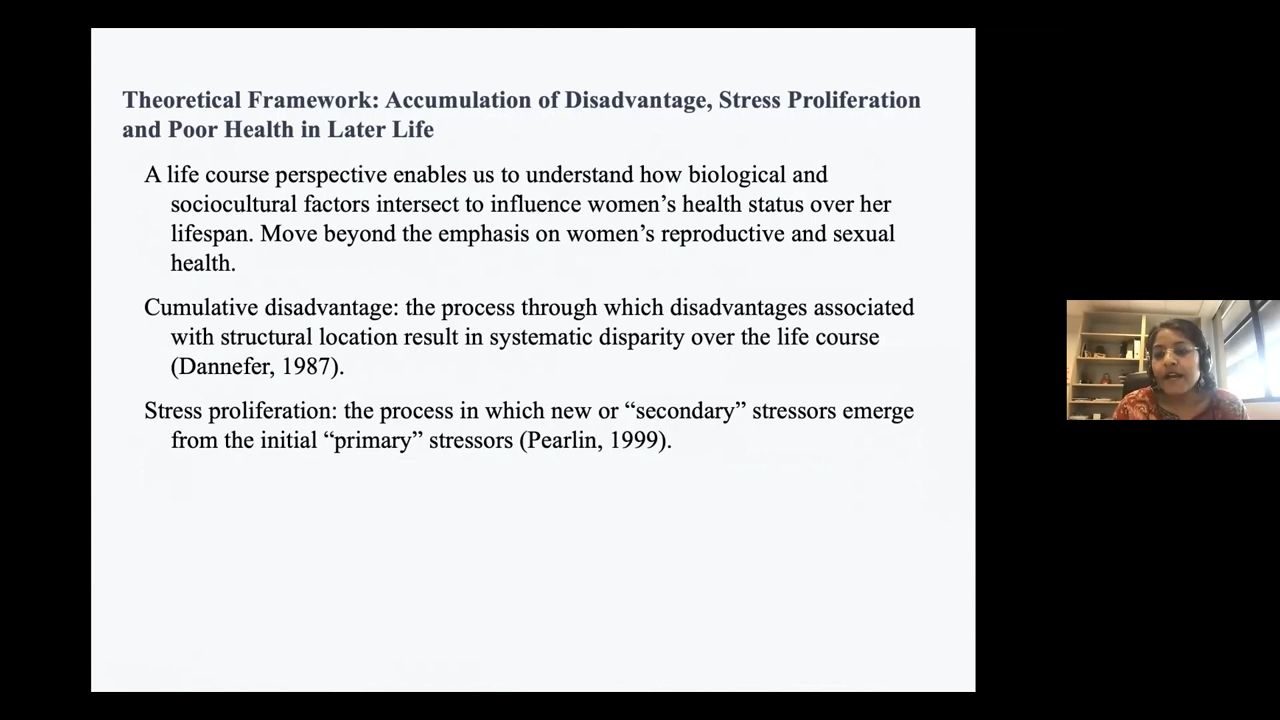 Theoretical Framework: Accumulation of Disadvantage, Stress Proliferation
and Poor Health in Later Life
A life course perspective enables us to understand how biological and
sociocultural factors intersect to influence women’s health status over her
lifespan. Move beyond the emphasis on women’s reproductive and sexual
health.
Cumulative disadvantage: the process through which disadvantages associated
with structural location result in systematic disparity over the life course
(Dannefer, 1987).
Stress proliferation: the process in which new or “secondary” stressors emerge
from the initial “primary” stressors (Pearlin, 1999).